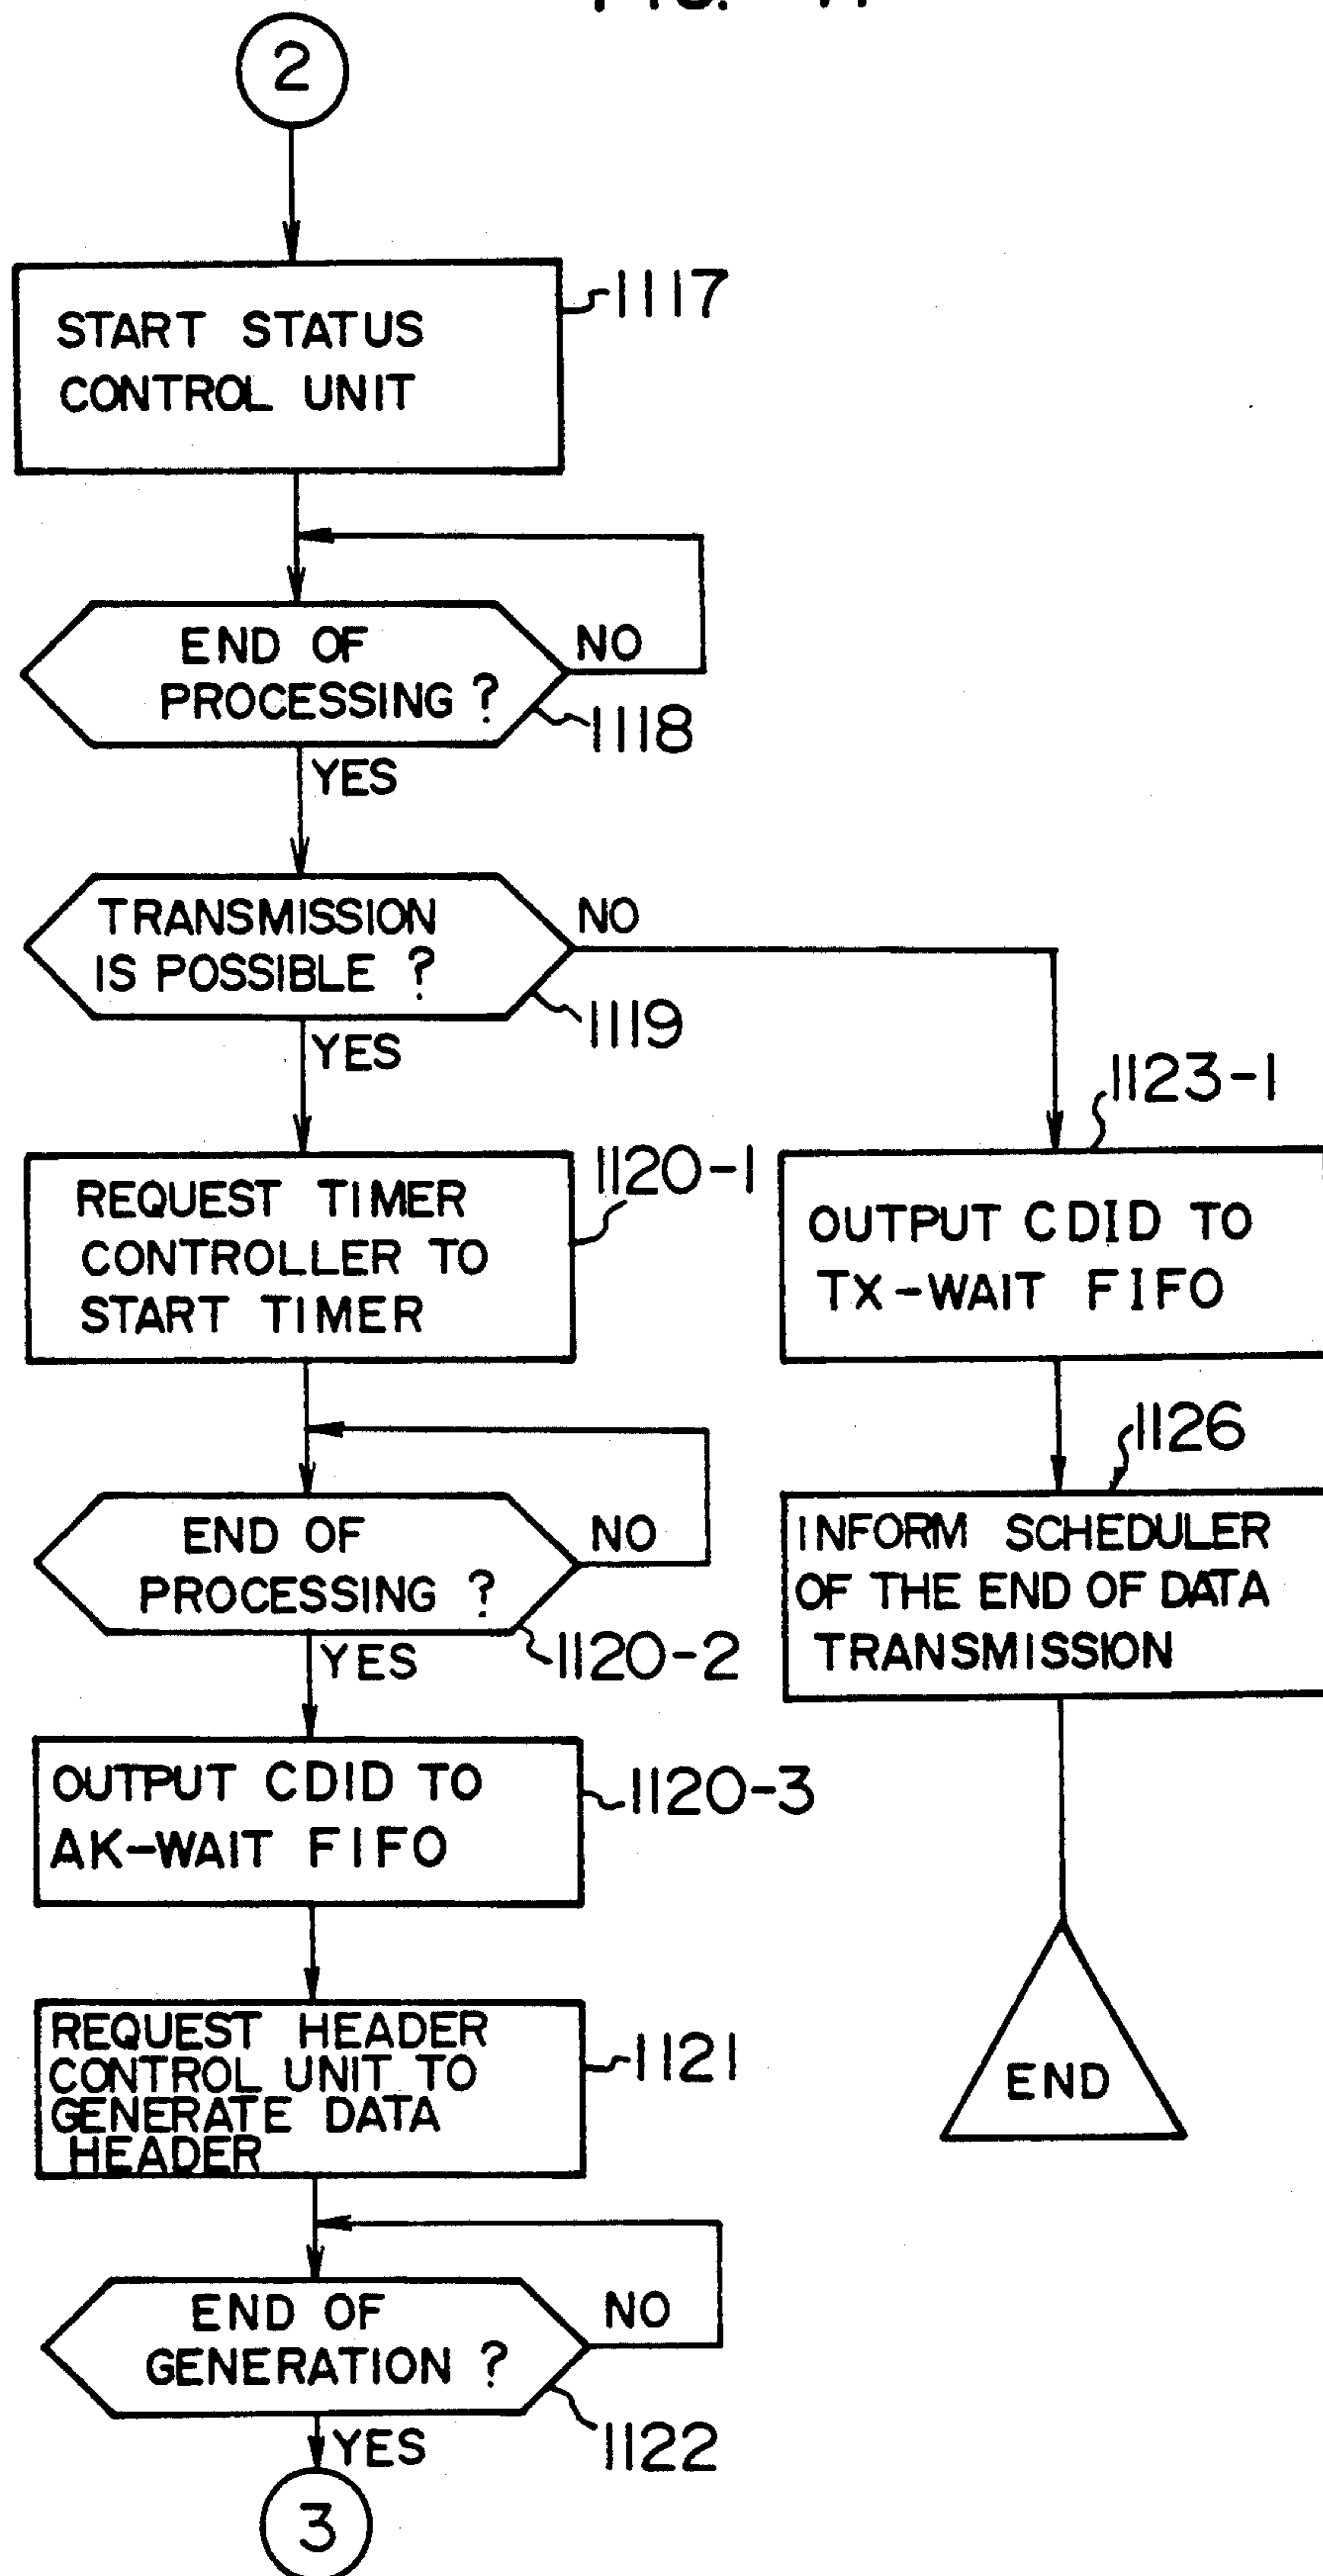 2
START STATUS
CONTROL UNIT
1117
END OF
PROCESSING ?
NO
1118
YES
TRANSMISSION
IS POSSIBLE ?
NO
1119
YES
REQUEST TIMER
CONTROLLER TO
START TIMER
1120-1
END OF
PROCESSING ?
NO
1120-2
YES
OUTPUT CDID TO
AK-WAIT FIFO
1120-3
REQUEST HEADER
CONTROL UNIT TO
GENERATE DATA
HEADER
1121
END OF
GENERATION ?
NO
1122
YES
3
1123-1
OUTPUT CDID TO
TX-WAIT FIFO
1126
INFORM SCHEDULER
OF THE END OF DATA
TRANSMISSION
END